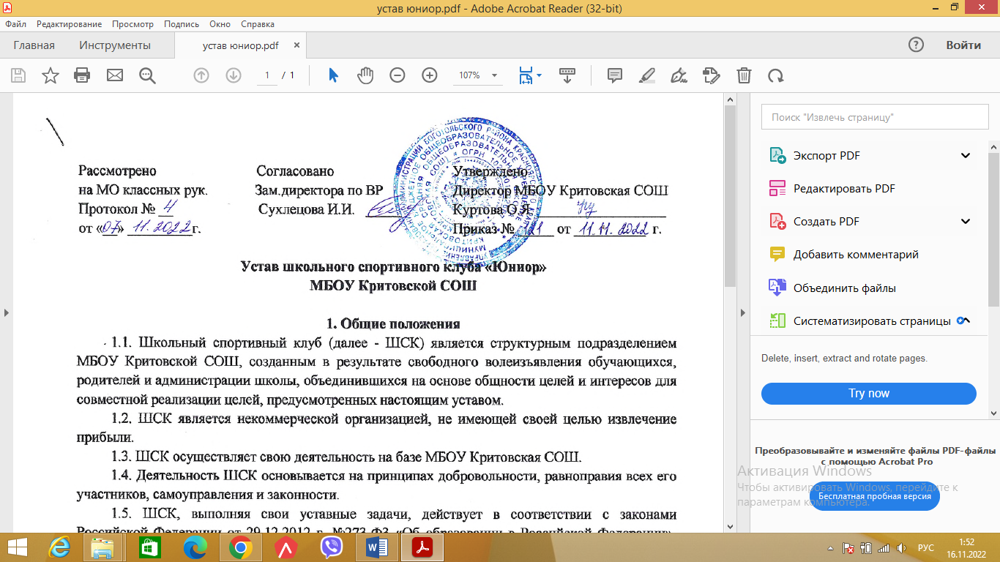 устав юниор.pdf - Adobe Acrobat Reader (32-bit)
Файл Редактирование Просмотр Подпись Окно Справка
Главная Инструменты устав юниор.pdf × Войти
1 / 1 107%
Рассмотрено Согласовано Утверждено
на МО классных рук. Зам.директора по ВР Директор МБОУ Критовская СОШ
Протокол № 4 Сухлецова И.И. Куртова О.Я.
от «07» 11.2022г. Приказ № от 11.11.2022 г.
Устав школьного спортивного клуба «Юниор»
МБОУ Критовской СОШ
1. Общие положения
1.1. Школьный спортивный клуб (далее - ШСК) является структурным подразделением
МБОУ Критовской СОШ, созданным в результате свободного волеизъявления обучающихся,
родителей и администрации школы, объединившихся на основе общности целей и интересов для
совместной реализации целей, предусмотренных настоящим уставом.
1.2. ШСК является некоммерческой организацией, не имеющей своей целью извлечение
прибыли.
1.3. ШСК осуществляет свою деятельность на базе МБОУ Критовская СОШ.
1.4. Деятельность ШСК основывается на принципах добровольности, равноправия всех его
участников, самоуправления и законности.
1.5. ШСК, выполняя свои уставные задачи, действует в соответствии с законами
Российской Федерации от 29.12.2012 г. №273-ФЗ «Об образовании в Российской Федерации»,
Поиск "Извлечь страницу"
Экспорт PDF
Редактировать PDF
Создать PDF
Добавить комментарий
Объединить файлы
Систематизировать страницы
Delete, insert, extract and rotate pages.
Try now
Преобразовывайте и изменяйте файлы PDF-файлы
с помощью Acrobat Pro
Активация Windows
Чтобы активировать Windows, перейдите к
параметрам компьютера.
Бесплатная пробная версия
РУС
1:52
16.11.2022